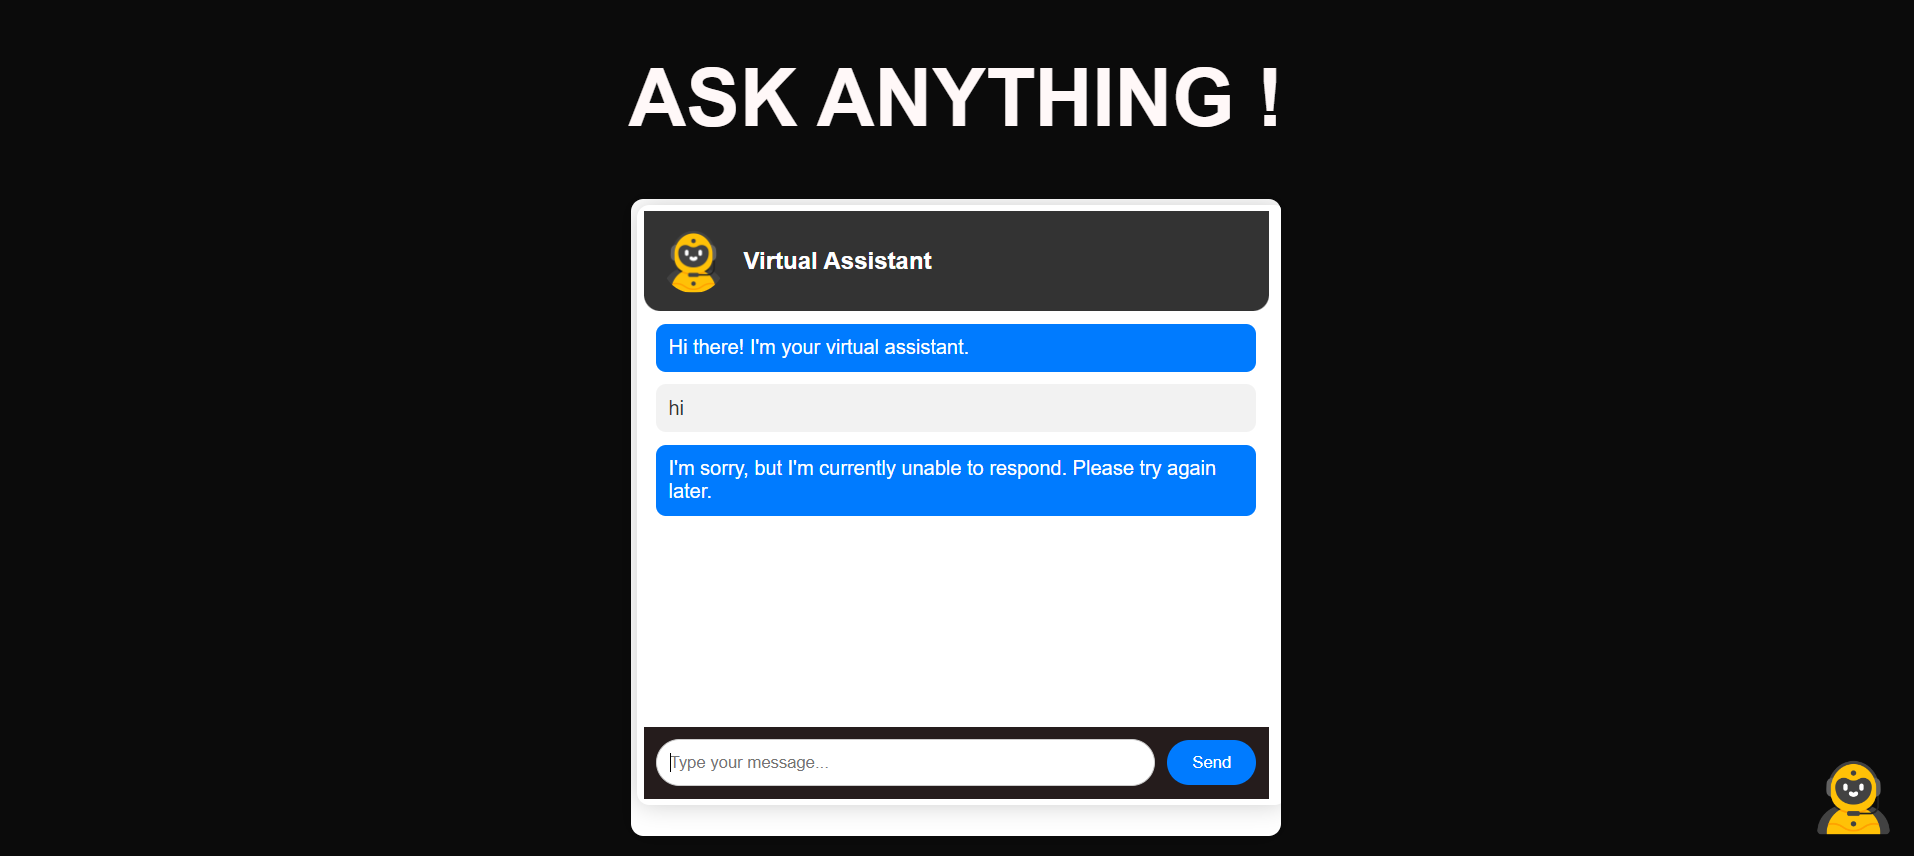 ASK ANYTHING !
Virtual Assistant
Hi there! I'm your virtual assistant.
hi
I'm sorry, but I'm currently unable to respond. Please try again
later.
Type your message...
Send